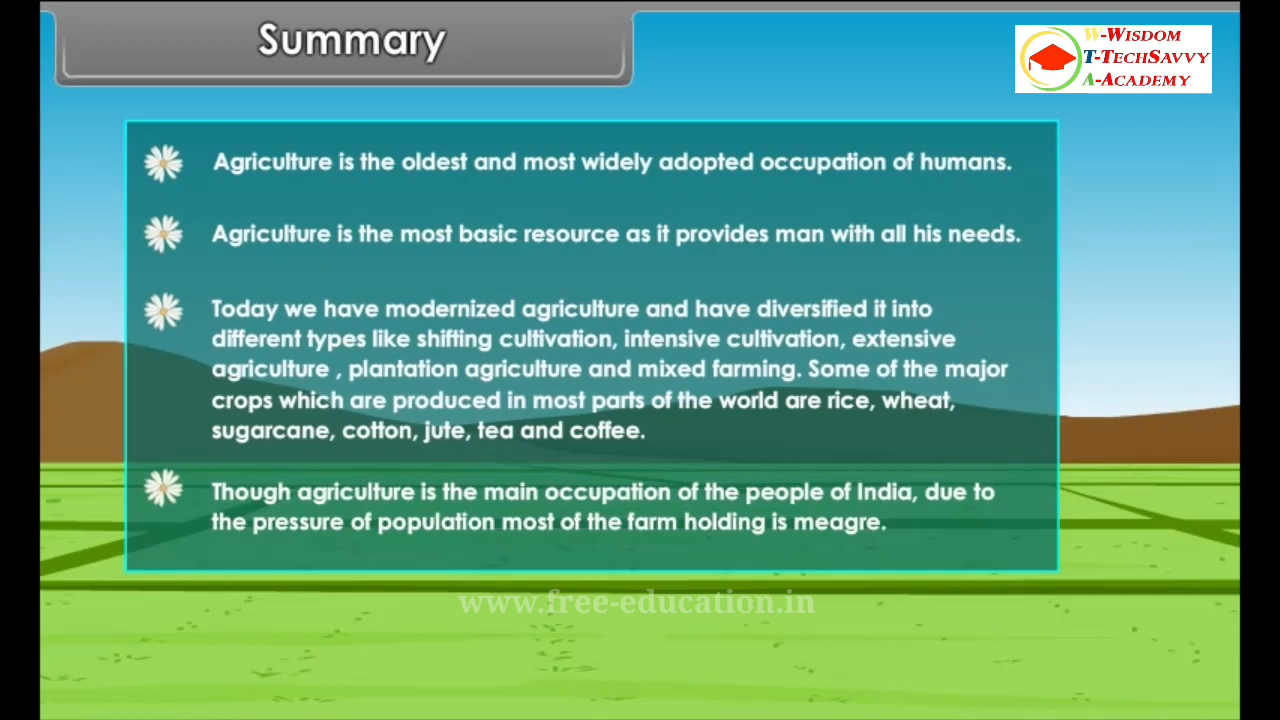 Summary
W-Wisdom
T-TechSavvy
A-Academy
Agriculture is the oldest and most widely adopted occupation of humans.
Agriculture is the most basic resource as it provides man with all his needs.
Today we have modernized agriculture and have diversified it into
different types like shifting cultivation, intensive cultivation, extensive
agriculture , plantation agriculture and mixed farming. Some of the major
crops which are produced in most parts of the world are rice, wheat,
sugarcane, cotton, jute, tea and coffee.
Though agriculture is the main occupation of the people of India, due to
the pressure of population most of the farm holding is meagre.
www.free-education.in